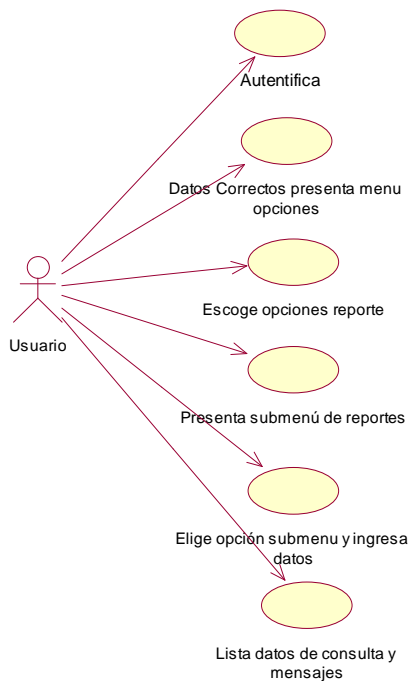 Autentifica
Datos Correctos presenta menu
opciones
Escoge opciones reporte
Usuario
Presenta submenú de reportes
Elige opción submenu y ingresa
datos
Lista datos de consulta y
mensajes